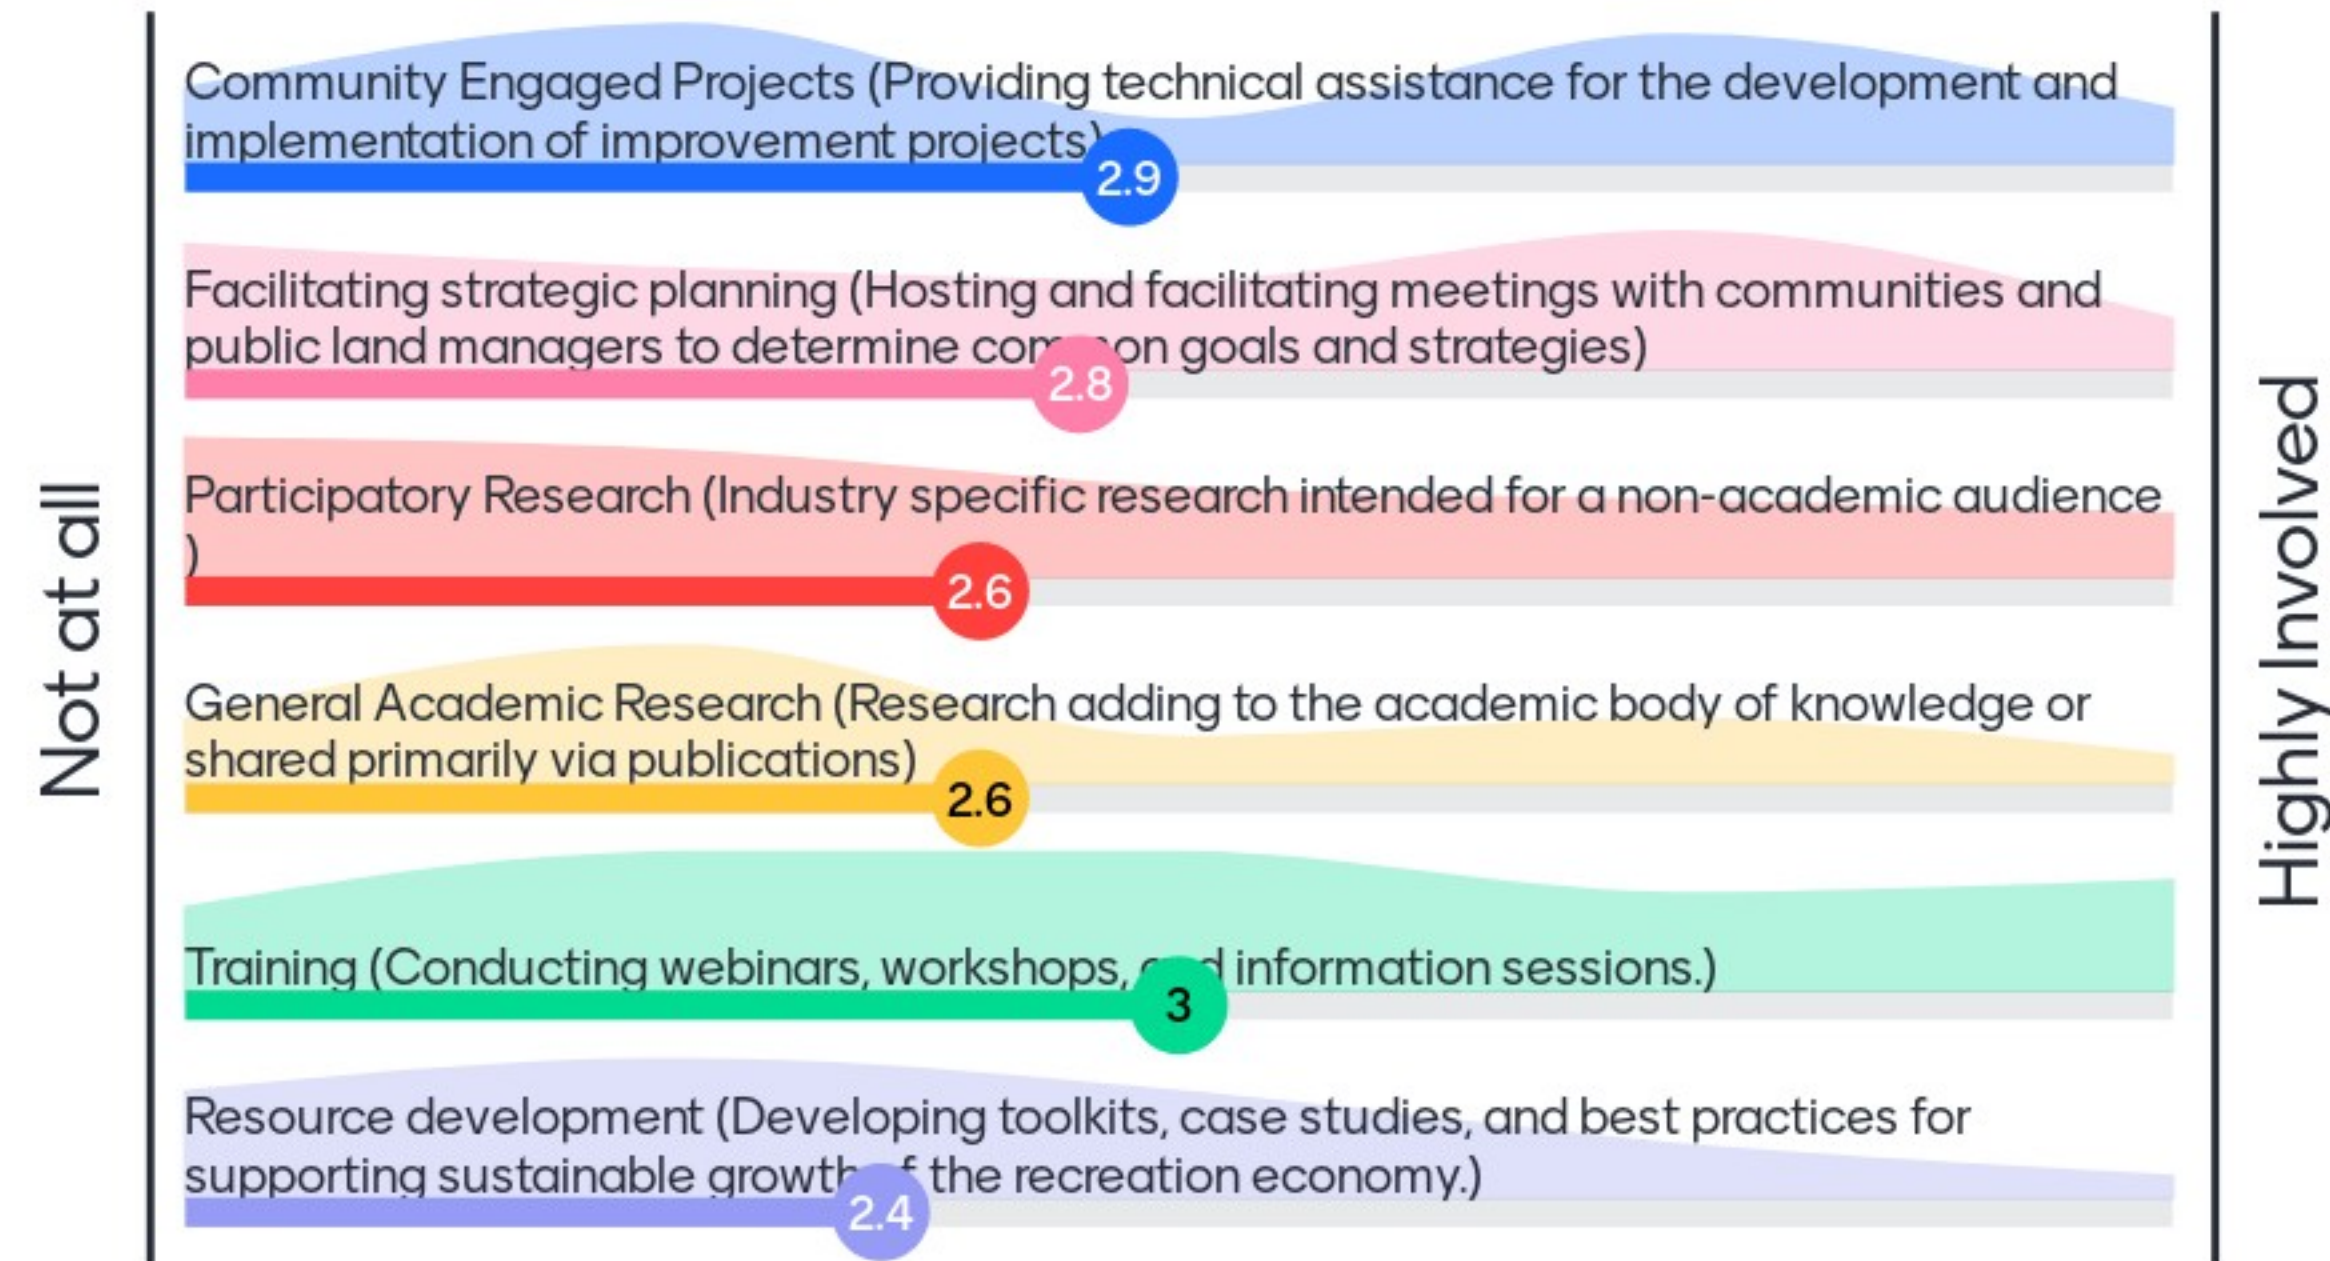 Not at all
Community Engaged Projects (Providing technical assistance for the development and
implementation of improvement projects)
2.9
Facilitating strategic planning (Hosting and facilitating meetings with communities and
public land managers to determine common goals and strategies)
2.8
Participatory Research (Industry specific research intended for a non-academic audience
)
2.6
General Academic Research (Research adding to the academic body of knowledge or
shared primarily via publications)
2.6
Training (Conducting webinars, workshops, and information sessions.)
3
Resource development (Developing toolkits, case studies, and best practices for
supporting sustainable growth of the recreation economy.)
2.4
Highly Involved